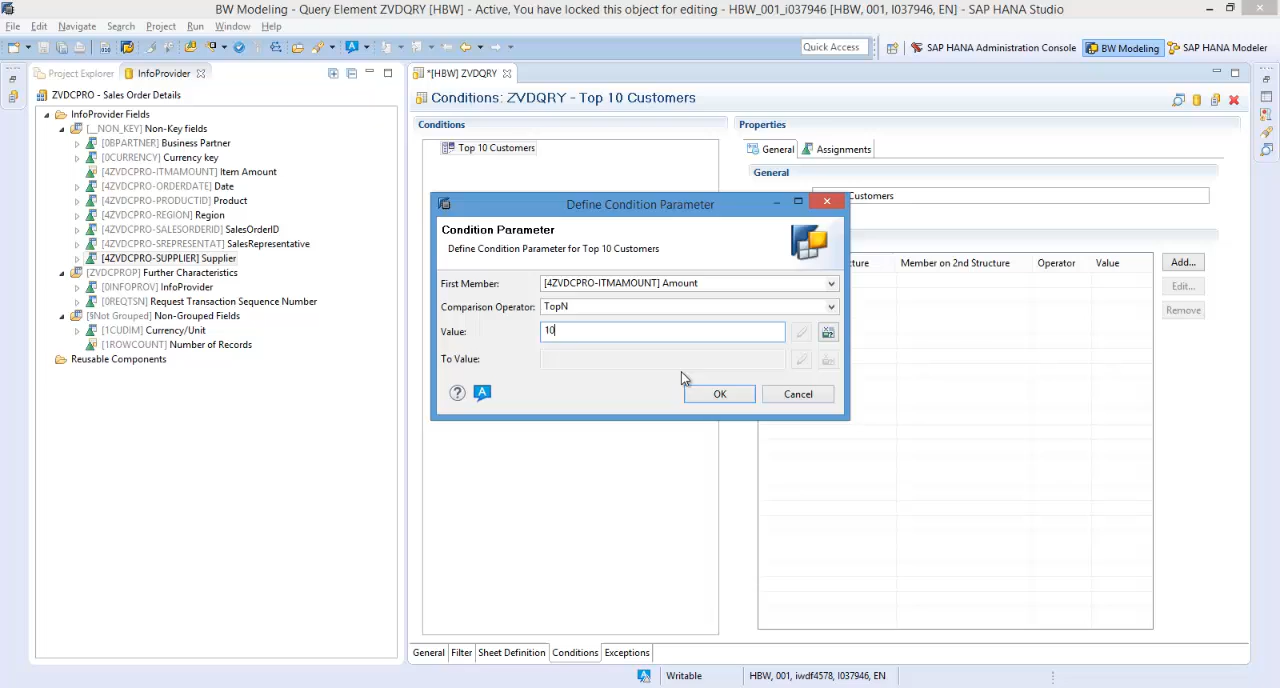 BW Modeling - Query Element ZVDQRY [HBW] - Active, You have locked this object for editing - HBW_001_i037946 [HBW, 001, I037946, EN] - SAP HANA Studio
File Edit Navigate Search Project Run Window Help
Quick Access
SAP HANA Administration Console
BW Modeling
SAP HANA Modeler
Project Explorer
InfoProvider
ZVDCPRO - Sales Order Details
InfoProvider Fields
[__NON_KEY] Non-Key fields
[0BPARTNER] Business Partner
[0CURRENCY] Currency key
[4ZVDCPRO-ITMAMOUNT] Item Amount
[4ZVDCPRO-ORDERDATE] Date
[4ZVDCPRO-PRODUCTID] Product
[4ZVDCPRO-REGION] Region
[4ZVDCPRO-SALESORDERID] SalesOrderID
[4ZVDCPRO-SREPRESENTAT] SalesRepresentative
[4ZVDCPRO-SUPPLIER] Supplier
[ZVDCPROP] Further Characteristics
[0INFOPROV] InfoProvider
[0REQTSN] Request Transaction Sequence Number
[§Not Grouped] Non-Grouped Fields
[1CUDIM] Currency/Unit
[1ROWCOUNT] Number of Records
Reusable Components
*[HBW] ZVDQRY
Conditions: ZVDQRY - Top 10 Customers
Conditions
Top 10 Customers
Properties
General
Assignments
General
Customers
cture
Member on 2nd Structure
Operator
Value
Add...
Edit...
Remove
Define Condition Parameter
Condition Parameter
Define Condition Parameter for Top 10 Customers
First Member:
[4ZVDCPRO-ITMAMOUNT] Amount
Comparison Operator:
TopN
Value:
10
To Value:
OK
Cancel
General Filter Sheet Definition Conditions Exceptions
Writable
HBW, 001, iwdf4578, I037946, EN